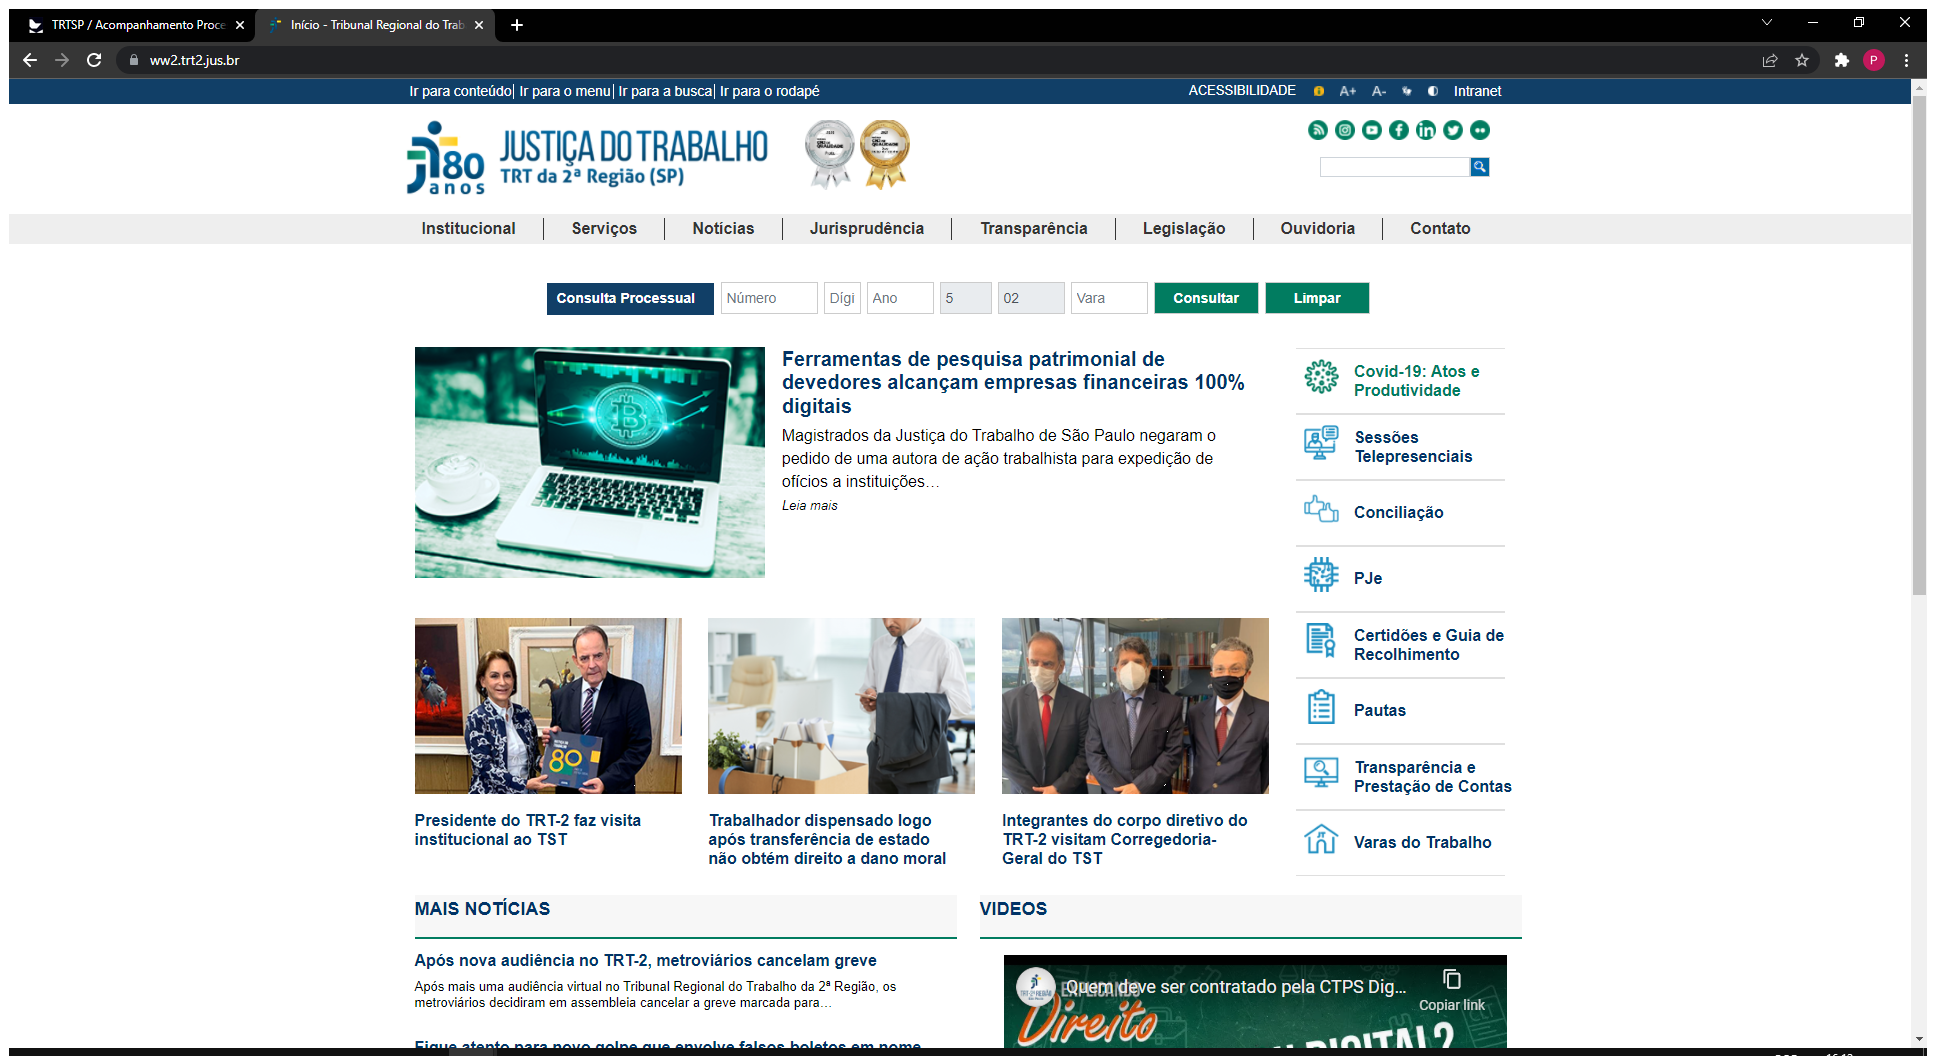 TRTSP / Acompanhamento Proce
Início - Tribunal Regional do Trab
ww2.trt2.jus.br
P
Ir para conteúdo| Ir para o menu| Ir para a busca| Ir para o rodapé
ACESSIBILIDADE A+ A- Intranet
80 anos
JUSTIÇA DO TRABALHO
TRT da 2ª Região (SP)
Institucional
Serviços
Notícias
Jurisprudência
Transparência
Legislação
Ouvidoria
Contato
Consulta Processual
Número
Dígi
Ano
5
02
Vara
Consultar
Limpar
Ferramentas de pesquisa patrimonial de
devedores alcançam empresas financeiras 100%
digitais
Magistrados da Justiça do Trabalho de São Paulo negaram o
pedido de uma autora de ação trabalhista para expedição de
ofícios a instituições…
Leia mais
Covid-19: Atos e
Produtividade
Sessões
Telepresenciais
Conciliação
PJe
Certidões e Guia de
Recolhimento
Pautas
Transparência e
Prestação de Contas
Varas do Trabalho
80
Presidente do TRT-2 faz visita
institucional ao TST
Trabalhador dispensado logo
após transferência de estado
não obtém direito a dano moral
Integrantes do corpo diretivo do
TRT-2 visitam Corregedoria-
Geral do TST
MAIS NOTÍCIAS
Após nova audiência no TRT-2, metroviários cancelam greve
Após mais uma audiência virtual no Tribunal Regional do Trabalho da 2ª Região, os
metroviários decidiram em assembleia cancelar a greve marcada para…
Fique atento para novo golpe que envolve falsos boletos em nome
VIDEOS
Quem deve ser contratado pela CTPS Dig...
Copiar link
EXPLICANDO
Direito
DIGITAL?